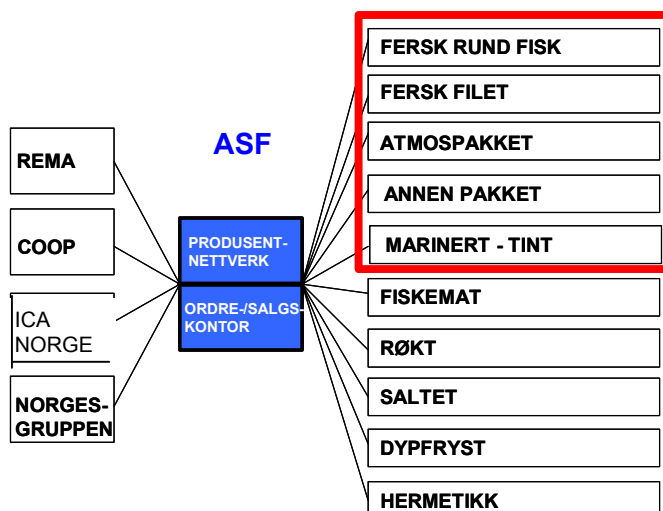 ASF
REMA
COOP
ICA
NORGE
NORGES-
GRUPPEN
PRODUSENT-
NETTVERK
ORDRE-/SALGS-
KONTOR
FERSK RUND FISK
FERSK FILET
ATMOSPAKKET
ANNEN PAKKET
MARINERT - TINT
FISKEMAT
RØKT
SALTET
DYPFRYST
HERMETIKK